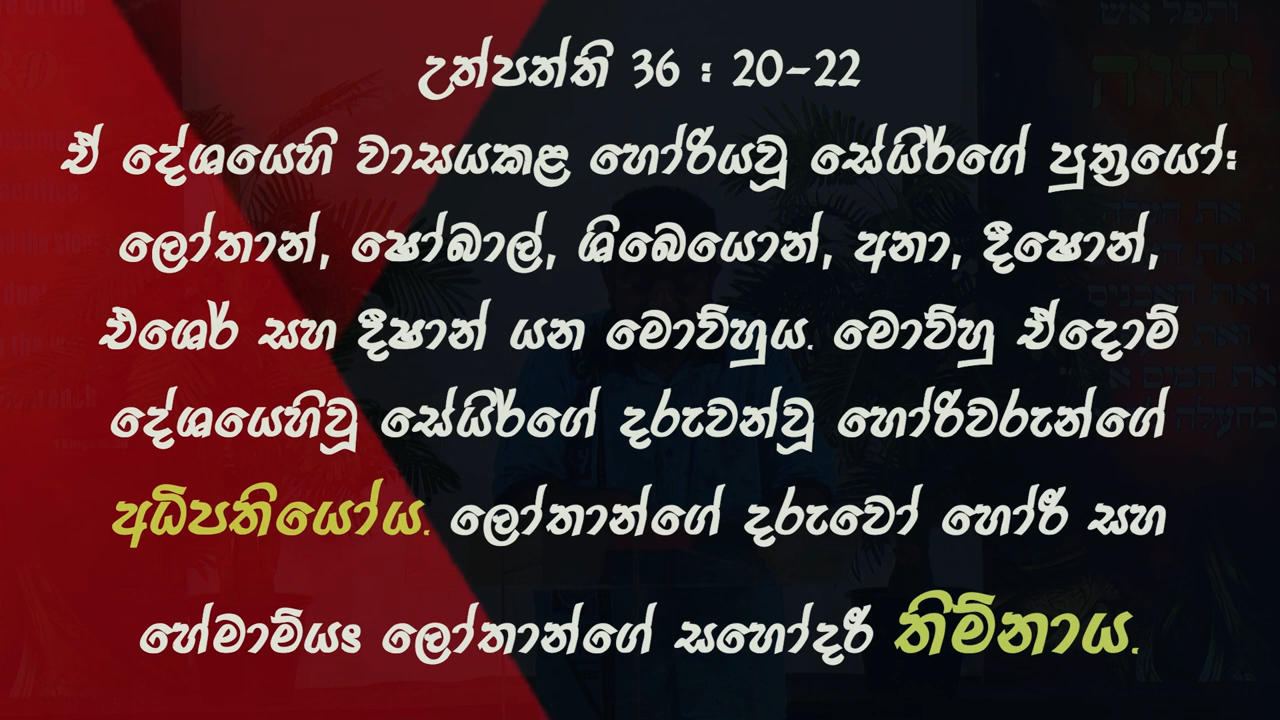 උත්පත්ති 36 : 20-22
ඒ දේශයෙහි වාසයකළ හෝරියවූ සේයිර්ගේ පුත්‍රයෝ:
ලෝතාන්, ෂෝබාල්, ශිබෙයොන්, අනා, දීෂොන්,
එශෙර් සහ දීෂාන් යන මොව්හුය. මොව්හු ඒදොම්
දේශයෙහිවූ සේයිර්ගේ දරුවන්වූ හෝරිවරුන්ගේ
අධිපතියෝය. ලෝතාන්ගේ දරුවෝ හෝරී සහ
හේමාම්යඃ ලෝතාන්ගේ සහෝදරී තිම්නාය.
יהוה